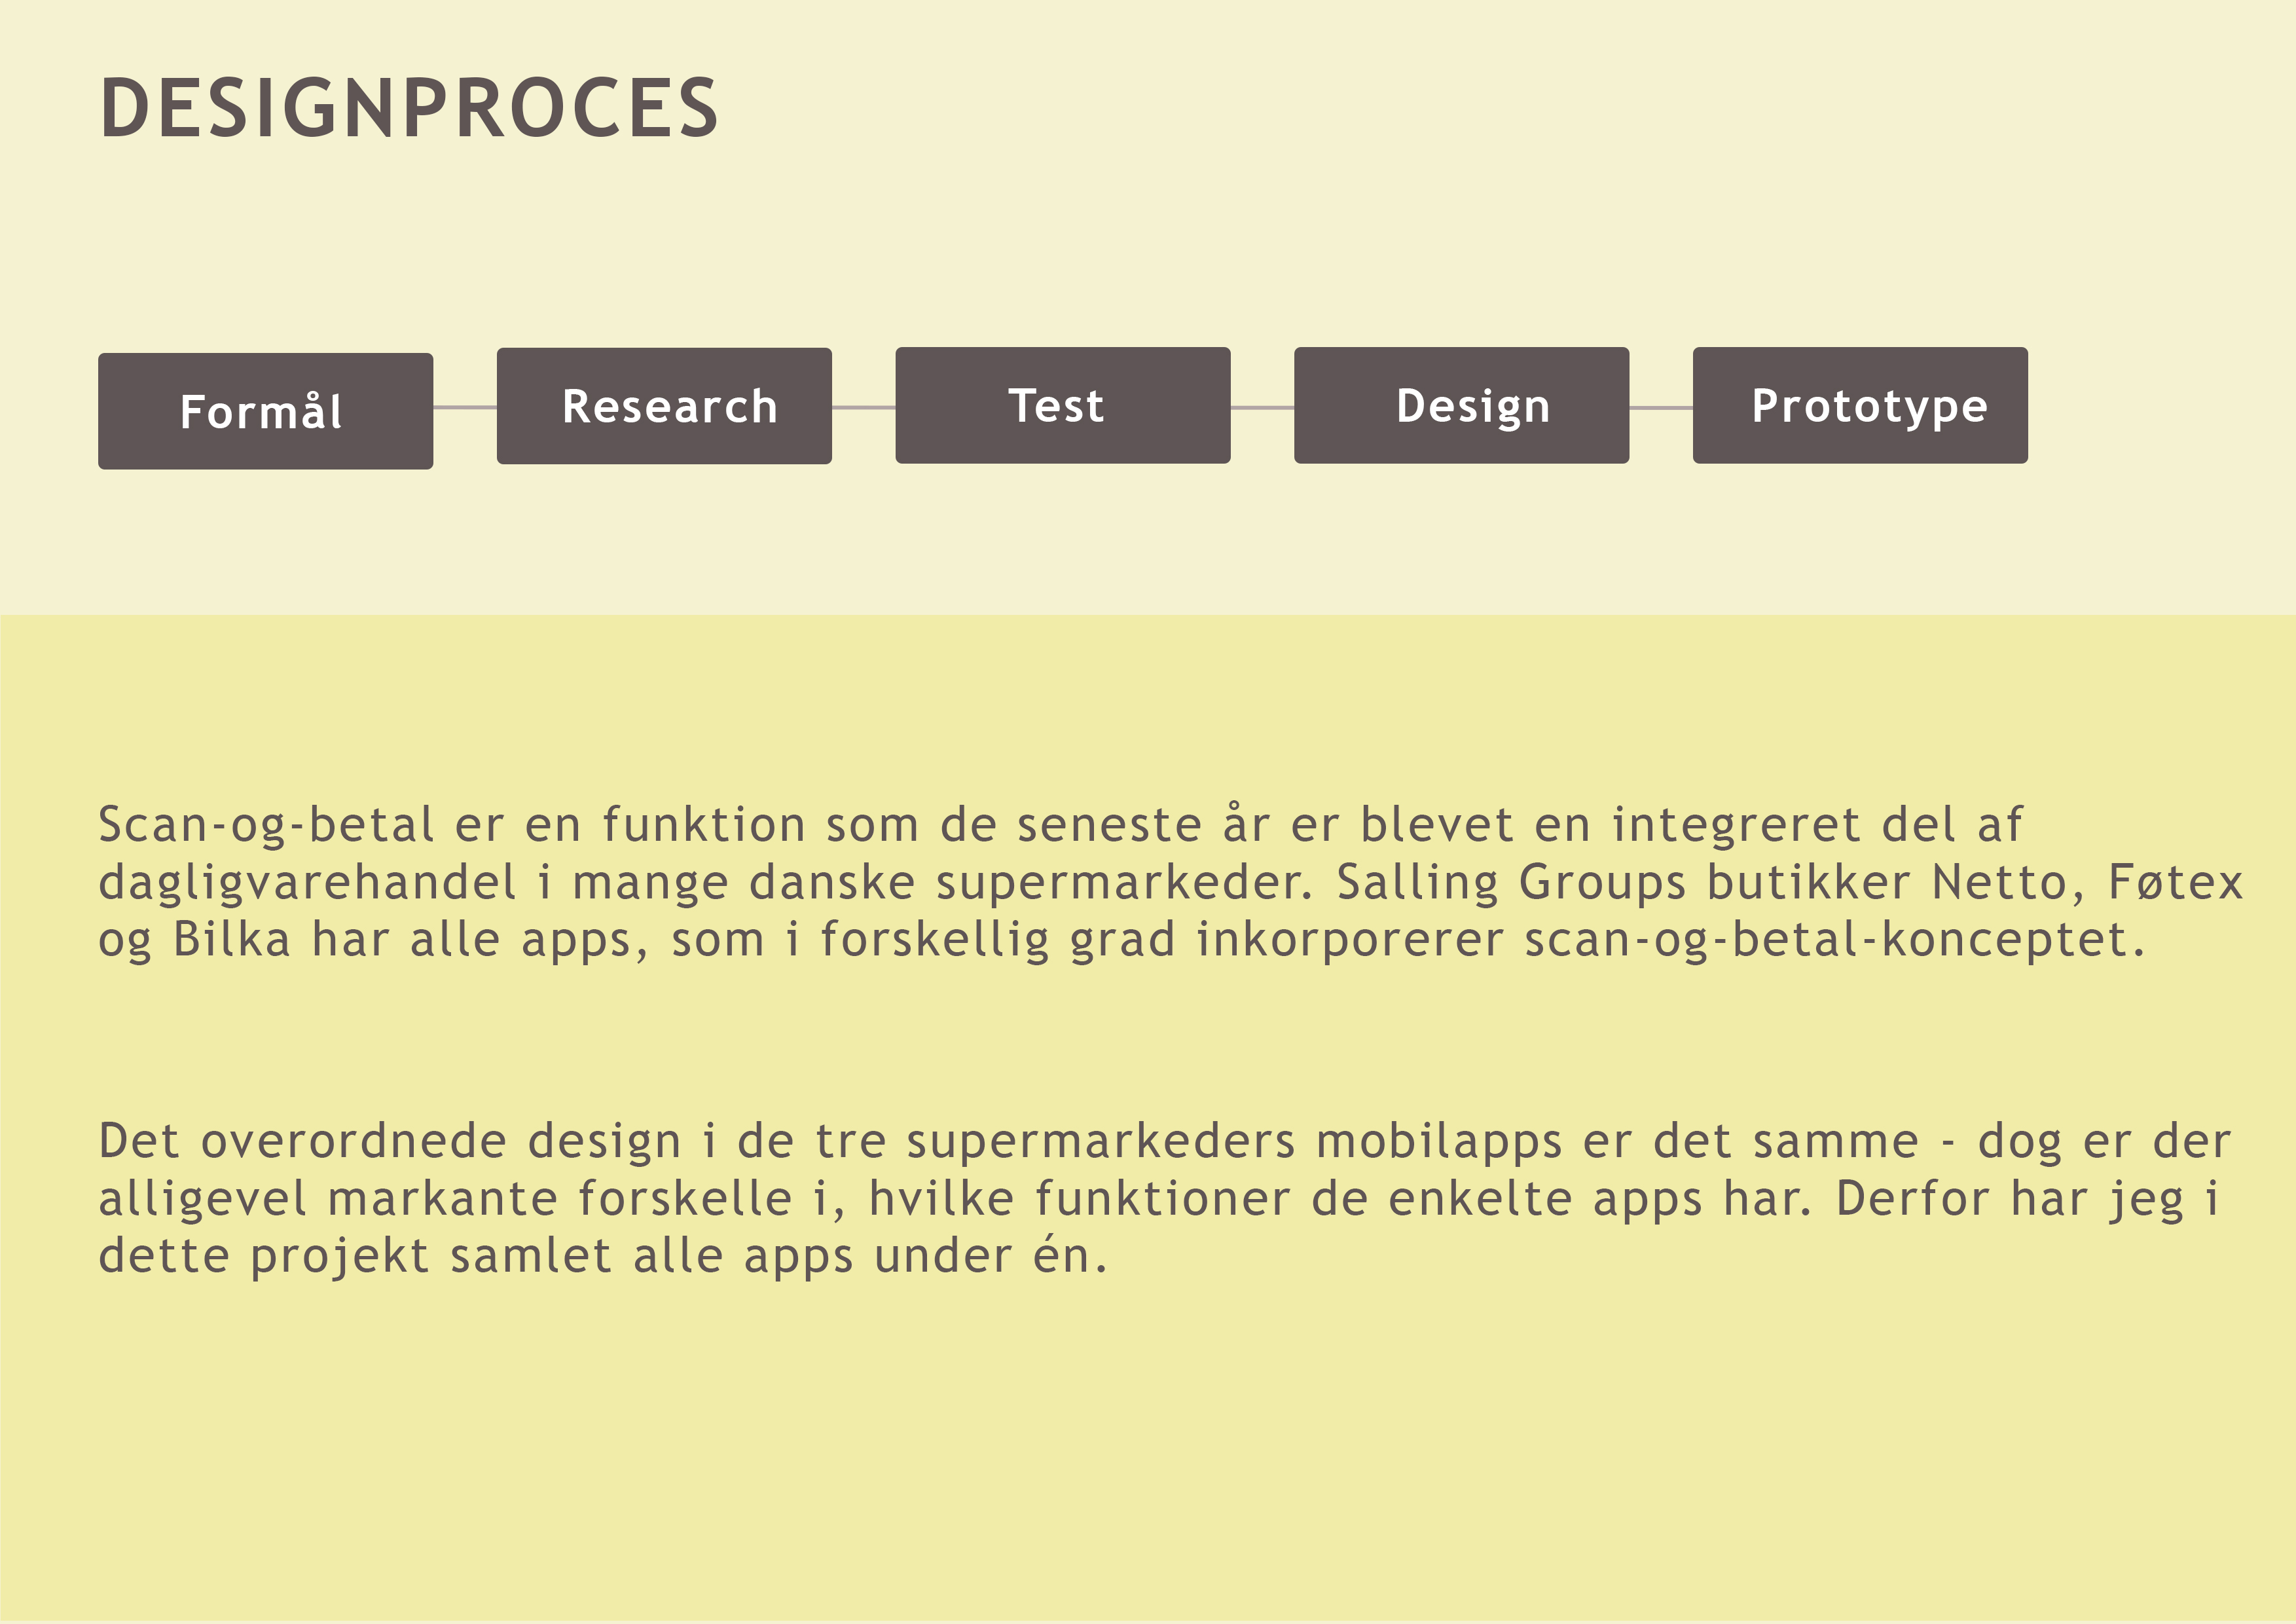 DESIGNPROCES
Formål
Research
Test
Design
Prototype
Scan-og-betal er en funktion som de seneste år er blevet en integreret del af
dagligvarehandel i mange danske supermarkeder. Salling Groups butikker Netto, Føtex
og Bilka har alle apps, som i forskellig grad inkorporerer scan-og-betal-konceptet.
Det overordnede design i de tre supermarkeders mobilapps er det samme - dog er der
alligevel markante forskelle i, hvilke funktioner de enkelte apps har. Derfor har jeg i
dette projekt samlet alle apps under én.